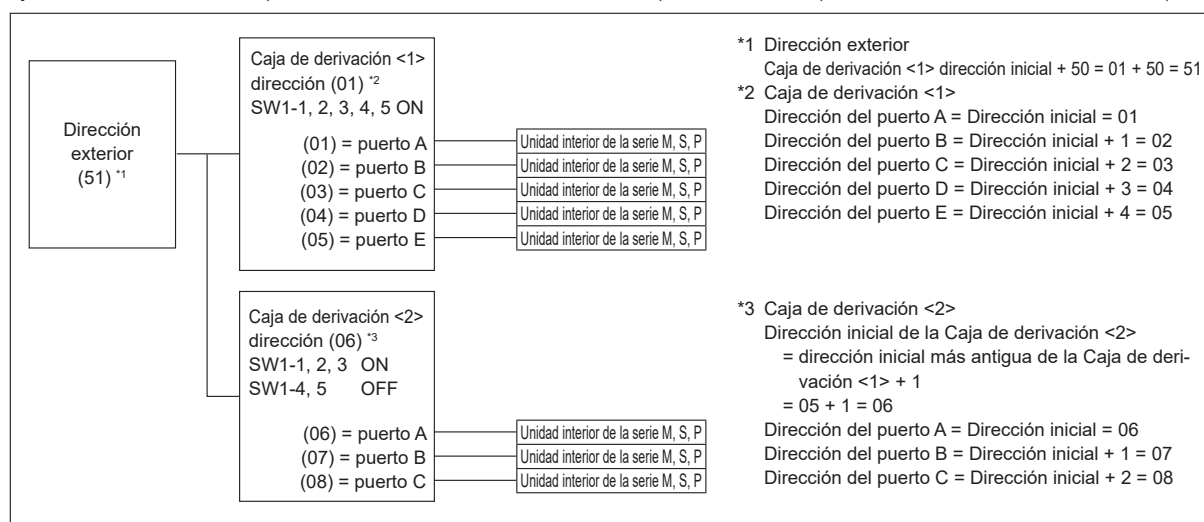 Dirección
exterior
(51) *1
Caja de derivación <1>
dirección (01) *2
SW1-1, 2, 3, 4, 5 ON
(01) = puerto A
(02) = puerto B
(03) = puerto C
(04) = puerto D
(05) = puerto E
Unidad interior de la serie M, S, P
Unidad interior de la serie M, S, P
Unidad interior de la serie M, S, P
Unidad interior de la serie M, S, P
Unidad interior de la serie M, S, P
Caja de derivación <2>
dirección (06) *3
SW1-1, 2, 3 ON
SW1-4, 5 OFF
(06) = puerto A
(07) = puerto B
(08) = puerto C
Unidad interior de la serie M, S, P
Unidad interior de la serie M, S, P
Unidad interior de la serie M, S, P
*1 Dirección exterior
Caja de derivación <1> dirección inicial + 50 = 01 + 50 = 51
*2 Caja de derivación <1>
Dirección del puerto A = Dirección inicial = 01
Dirección del puerto B = Dirección inicial + 1 = 02
Dirección del puerto C = Dirección inicial + 2 = 03
Dirección del puerto D = Dirección inicial + 3 = 04
Dirección del puerto E = Dirección inicial + 4 = 05
*3 Caja de derivación <2>
Dirección inicial de la Caja de derivación <2>
= dirección inicial más antigua de la Caja de deri-
vación <1> + 1
= 05 + 1 = 06
Dirección del puerto A = Dirección inicial = 06
Dirección del puerto B = Dirección inicial + 1 = 07
Dirección del puerto C = Dirección inicial + 2 = 08